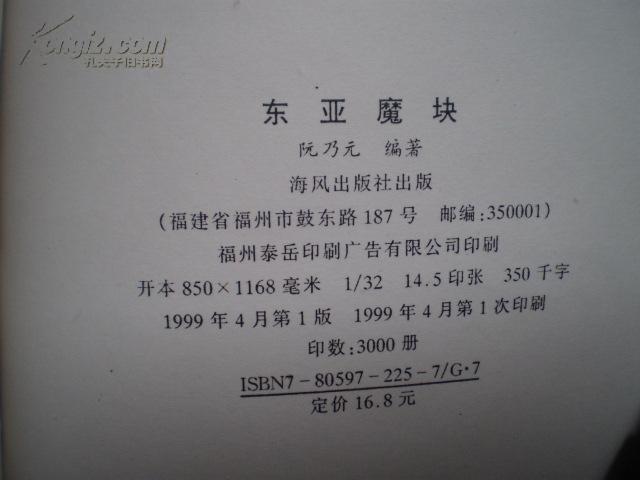 Kongfz.com
孔夫子旧书网
东亚魔块
阮乃元 编著
海风出版社出版
(福建省福州市鼓东路187号 邮编:350001)
福州泰岳印刷广告有限公司印刷
开本850×1168毫米 1/32 14.5印张 350千字
1999年4月第1版 1999年4月第1次印刷
印数:3000册
ISBN7-80597-225-7/G·7
定价16.8元